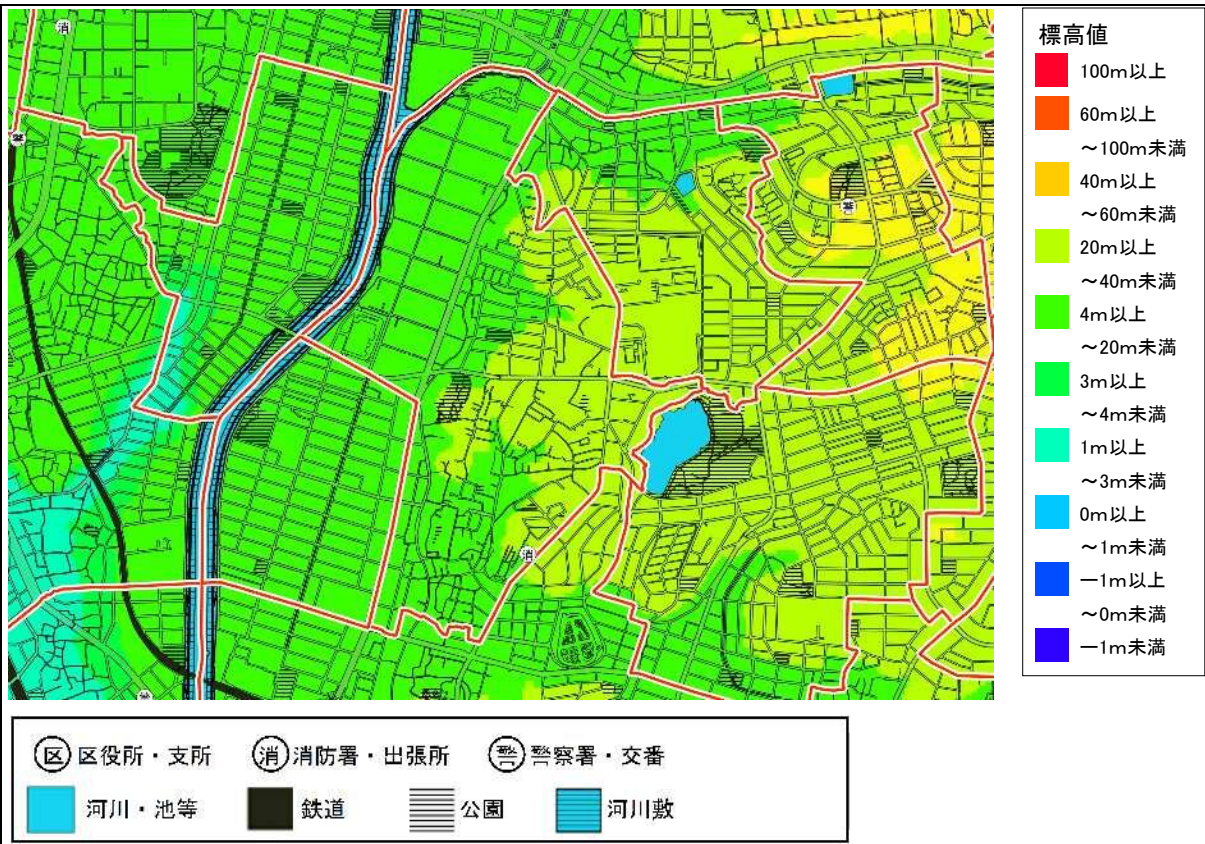 消
警
警
消
警
標高値
100m以上
60m以上
～100m未満
40m以上
～60m未満
20m以上
～40m未満
4m以上
～20m未満
3m以上
～4m未満
1m以上
～3m未満
0m以上
～1m未満
－1m以上
～0m未満
－1m未満
区 区役所・支所 消 消防署・出張所 警 警察署・交番
河川・池等 鉄道 公園 河川敷